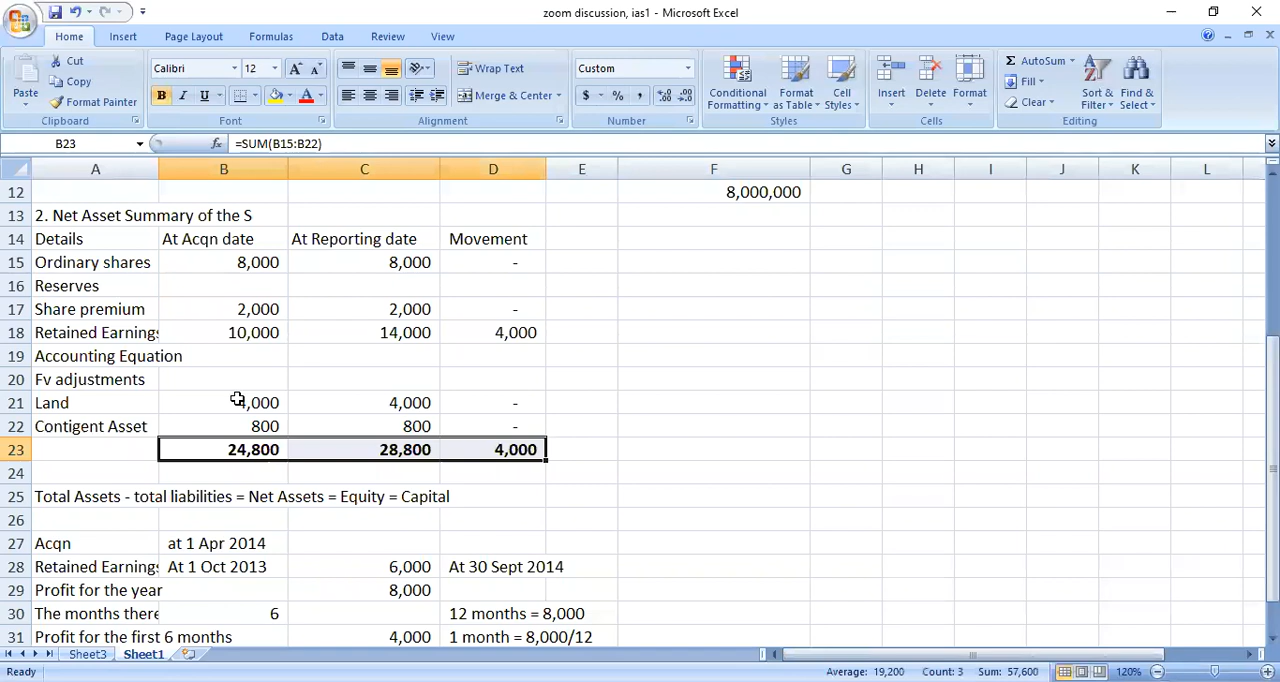 zoom discussion, ias1 - Microsoft Excel
Home Insert Page Layout Formulas Data Review View
Paste
Cut
Copy
Format Painter
Clipboard
Calibri 12 A A
B I U A
Font
Wrap Text
Merge & Center
Alignment
Custom
$ % , .0 .00 .00 .0
Number
Conditional Formatting
Format as Table
Cell Styles
Styles
Insert Delete Format
Cells
Σ AutoSum
Fill
Clear
Sort & Filter
Find & Select
Editing
B23 fx =SUM(B15:B22)
A B C D E F G H I J K L
12 8,000,000
13 2. Net Asset Summary of the S
14 Details At Acqn date At Reporting date Movement
15 Ordinary shares 8,000 8,000 -
16 Reserves
17 Share premium 2,000 2,000 -
18 Retained Earnings 10,000 14,000 4,000
19 Accounting Equation
20 Fv adjustments
21 Land ,000 4,000 -
22 Contigent Asset 800 800 -
23 24,800 28,800 4,000
24
25 Total Assets - total liabilities = Net Assets = Equity = Capital
26
27 Acqn at 1 Apr 2014
28 Retained Earnings At 1 Oct 2013 6,000 At 30 Sept 2014
29 Profit for the year 8,000
30 The months there 6 12 months = 8,000
31 Profit for the first 6 months 4,000 1 month = 8,000/12
Sheet3 Sheet1
Ready Average: 19,200 Count: 3 Sum: 57,600 120%